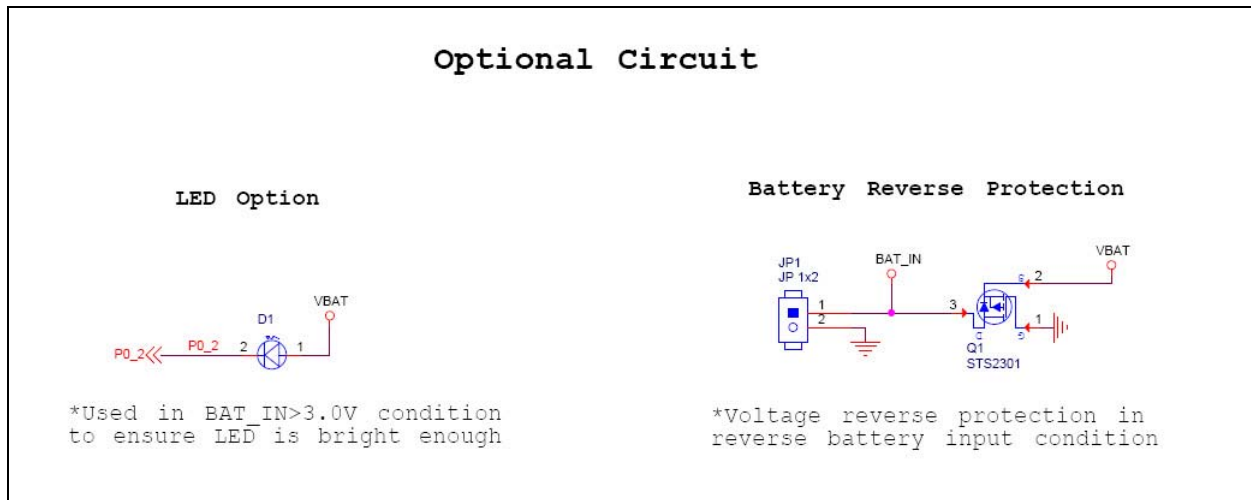 Optional Circuit
LED Option
Battery Reverse Protection
D1
VBAT
P0_2
P0_2
2
1
*Used in BAT_IN>3.0V condition
to ensure LED is bright enough
JP1
JP 1x2
BAT_IN
VBAT
1
2
3
S
2
D
G
1
Q1
STS2301
*Voltage reverse protection in
reverse battery input condition